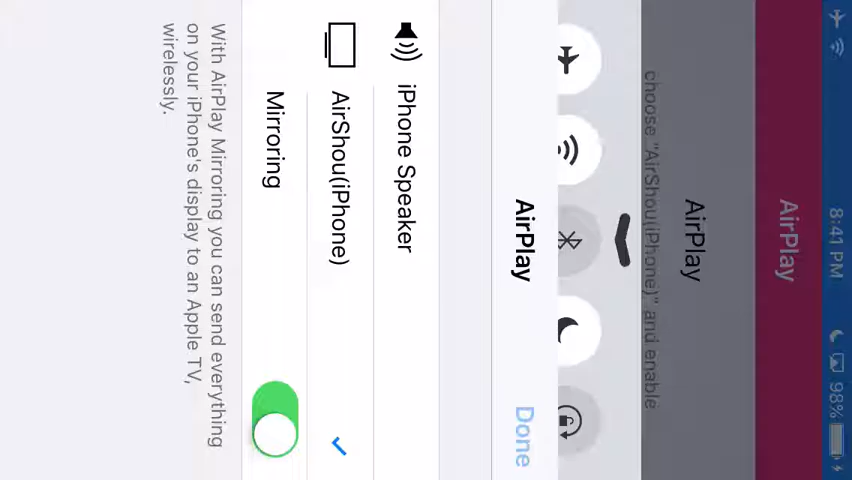 8:41 PM
98%
AirPlay
AirPlay
choose "AirShou(iPhone)" and enable
AirPlay
Done
iPhone Speaker
AirShou(iPhone)
Mirroring
With AirPlay Mirroring you can send everything
on your iPhone's display to an Apple TV,
wirelessly.